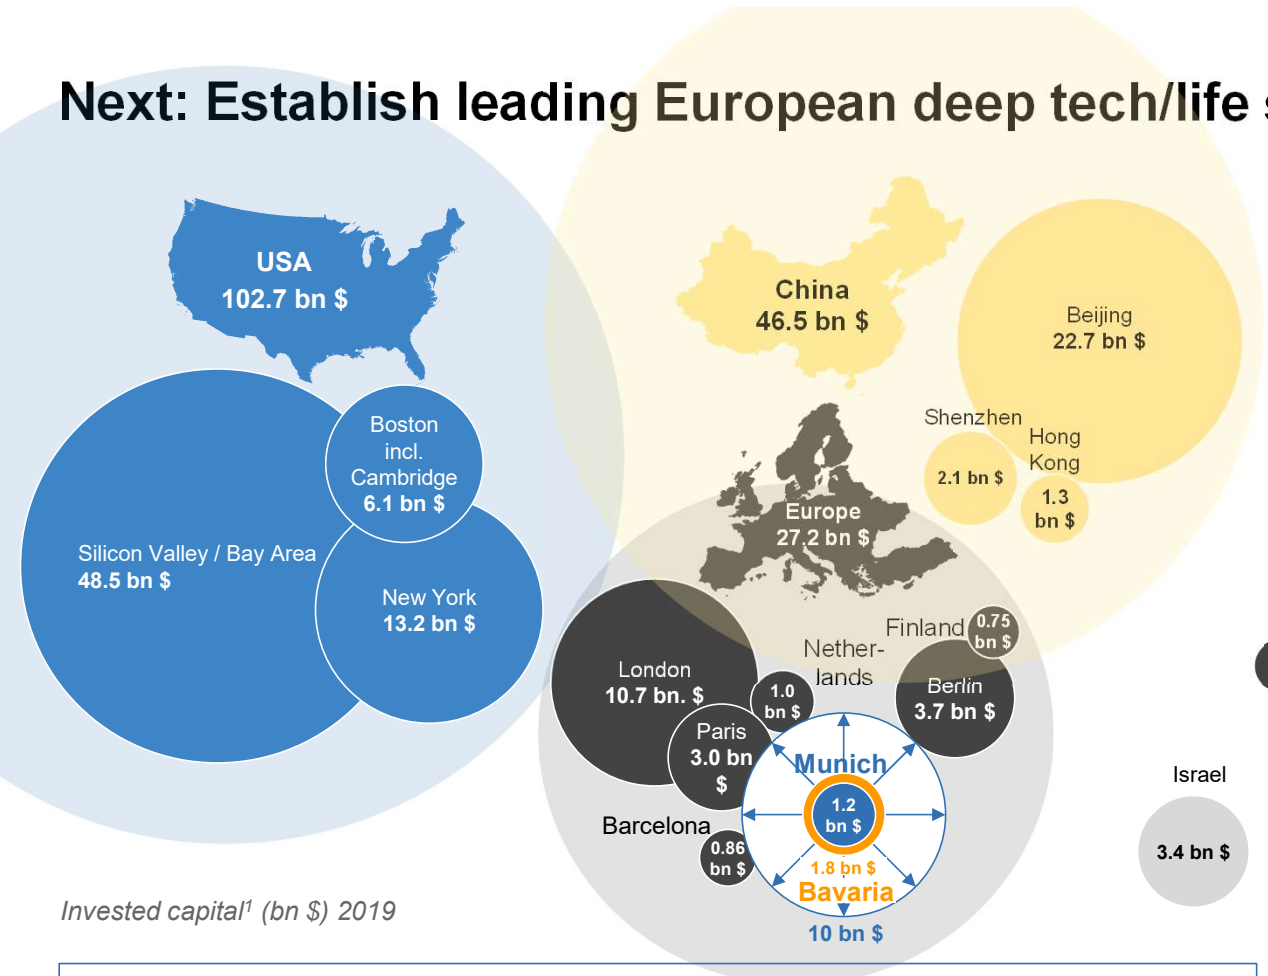 Next: Establish leading European deep tech/life
USA
102.7 bn $
China
46.5 bn $
Beijing
22.7 bn $
Shenzhen
2.1 bn $
Hong
Kong
1.3
bn $
Boston
incl.
Cambridge
6.1 bn $
Silicon Valley / Bay Area
48.5 bn $
New York
13.2 bn $
Europe
27.2 bn $
Finland
0.75
bn $
Nether-
lands
1.0
bn $
London
10.7 bn. $
Berlin
3.7 bn $
Paris
3.0 bn
$
Munich
1.2
bn $
1.8 bn $
Bavaria
10 bn $
Barcelona
0.86
bn $
Israel
3.4 bn $
Invested capital¹ (bn $) 2019